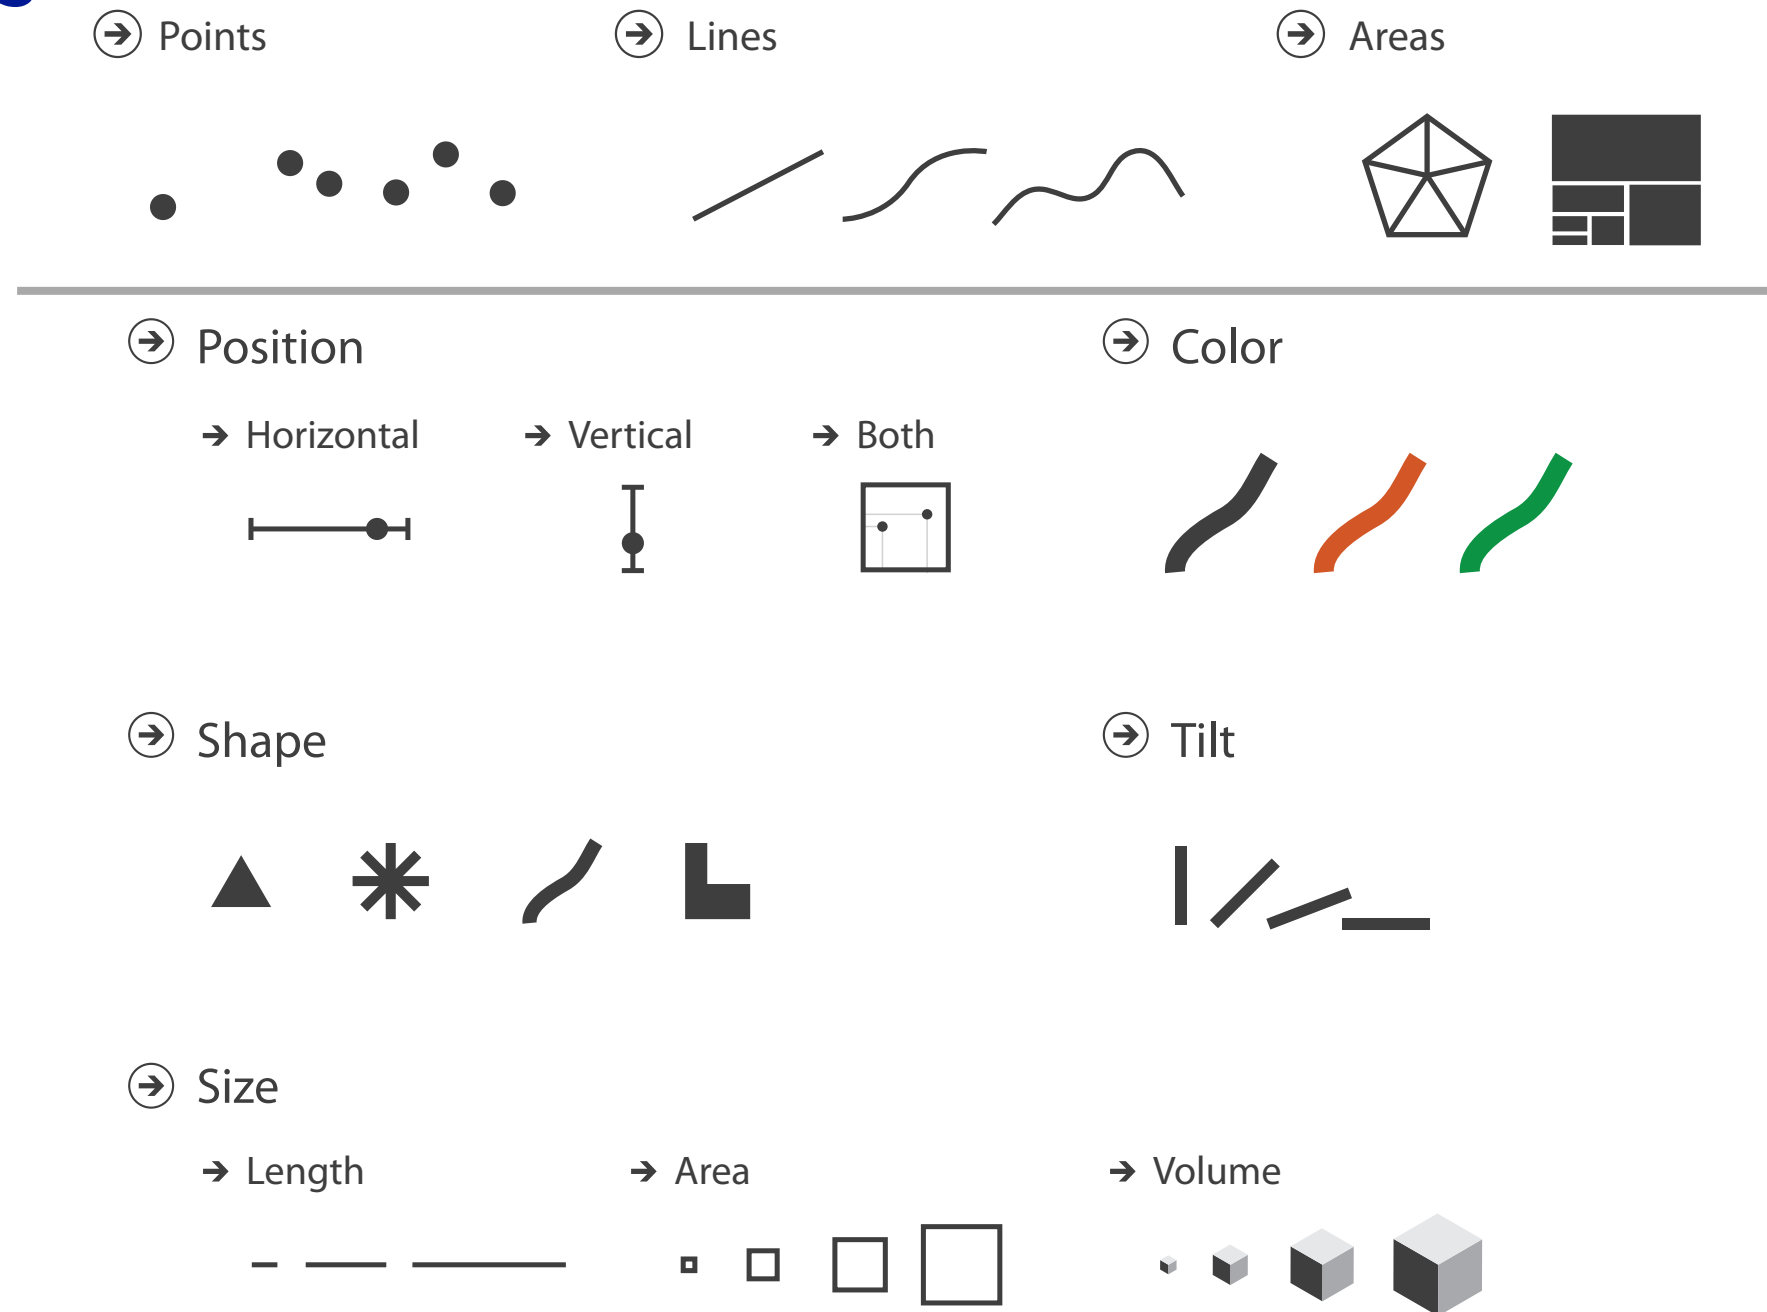 Points
Lines
Areas
Position
Color
Horizontal
Vertical
Both
Shape
Tilt
Size
Length
Area
Volume